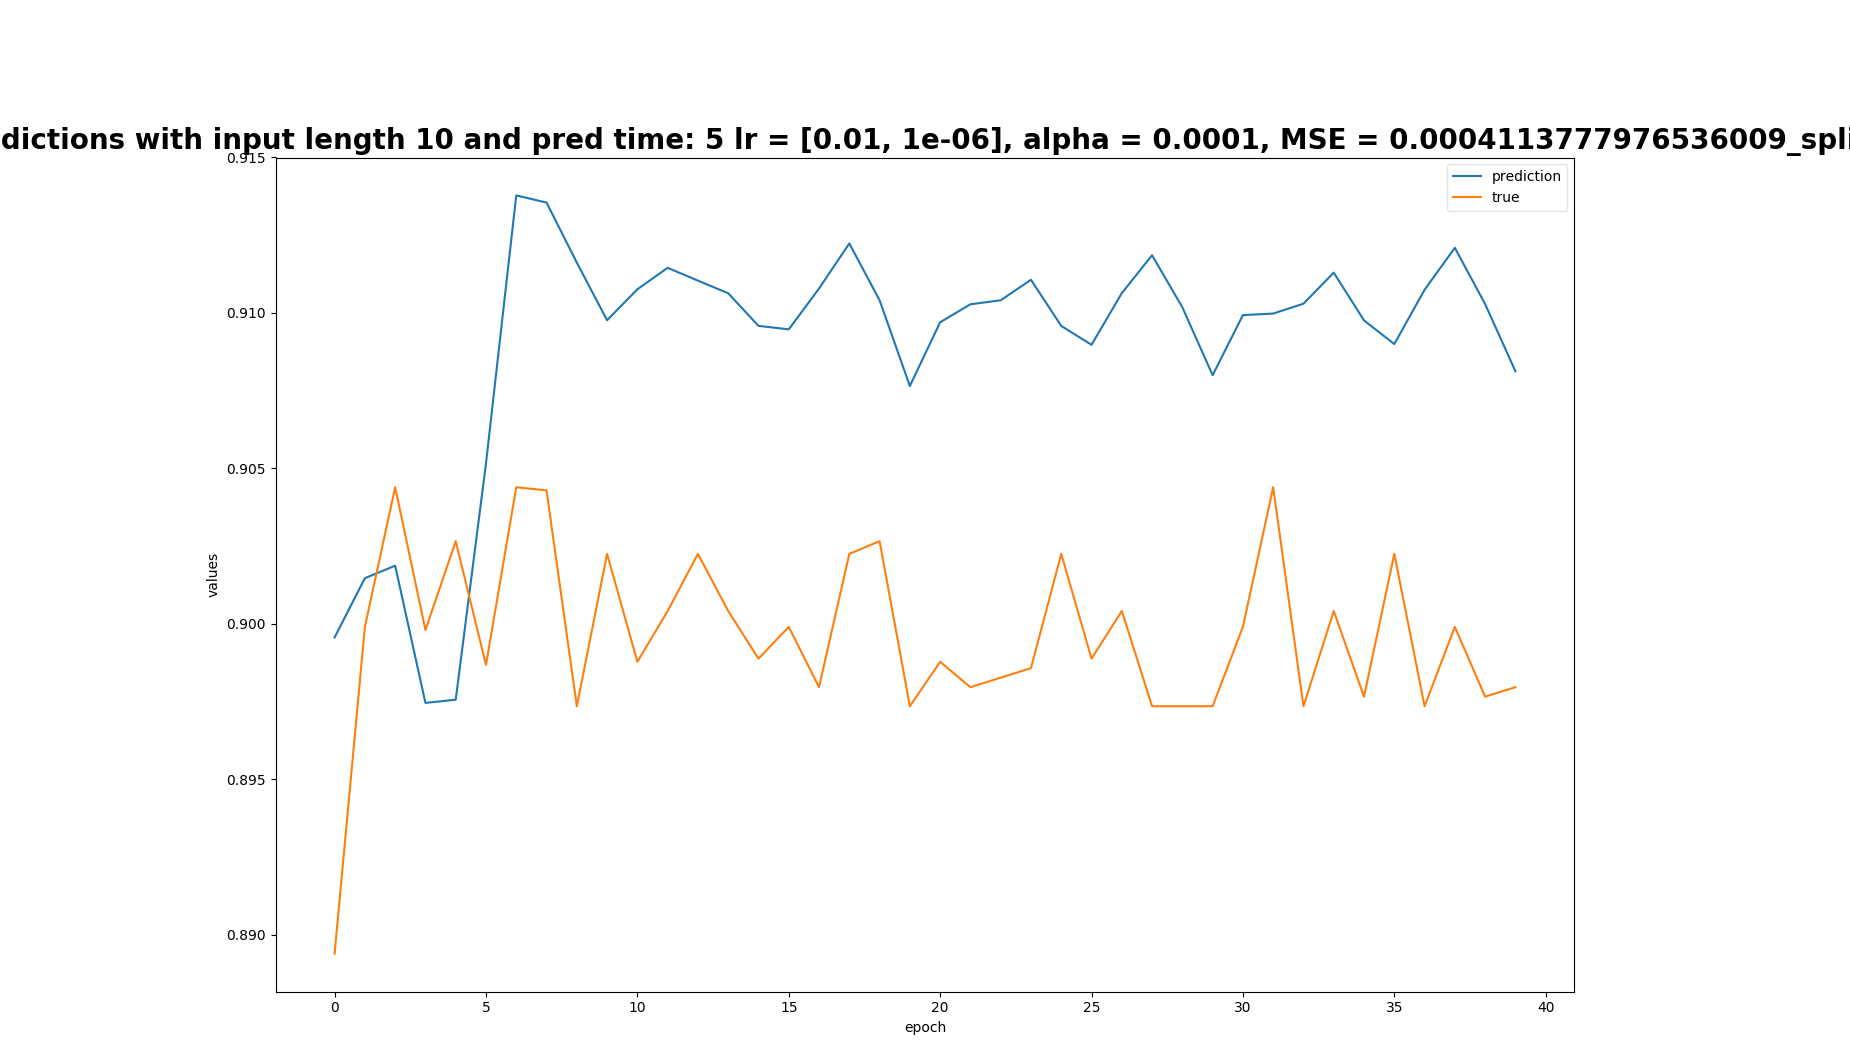 dictions with input length 10 and pred time: 5 lr = [0.01, 1e-06], alpha = 0.0001, MSE = 0.0004113777976536009_spli
prediction
true
0.915
0.910
0.905
0.900
0.895
0.890
values
0 5 10 15 20 25 30 35 40
epoch